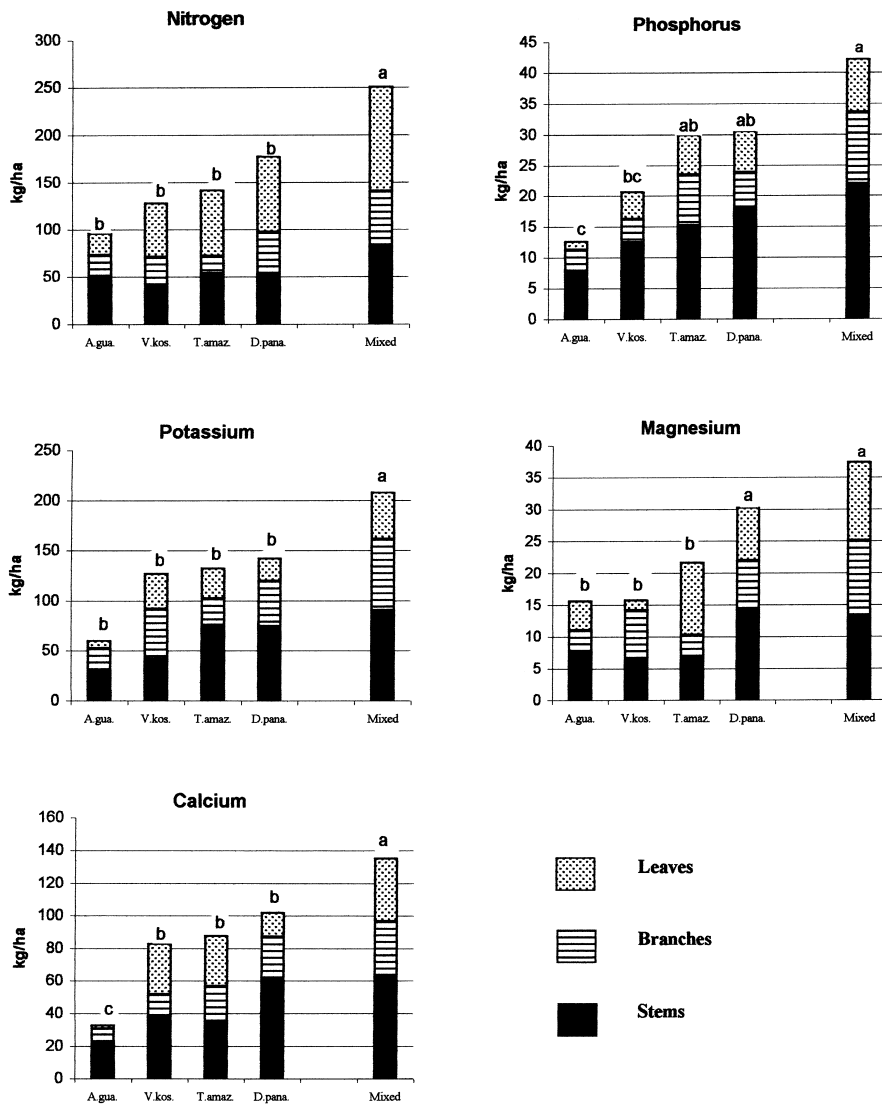 Nitrogen
300
250
200
150
100
50
0
kg/ha
b
b
b
b
a
A.gua.
V.kos.
T.amaz.
D.pana.
Mixed
Phosphorus
45
40
35
30
25
20
15
10
5
0
kg/ha
c
bc
ab
ab
a
A.gua.
V.kos.
T.amaz.
D.pana.
Mixed
Potassium
250
200
150
100
50
0
kg/ha
b
b
b
b
a
A.gua.
V.kos.
T.amaz.
D.pana.
Mixed
Magnesium
40
35
30
25
20
15
10
5
0
kg/ha
b
b
b
a
a
A.gua.
V.kos.
T.amaz.
D.pana.
Mixed
Calcium
160
140
120
100
80
60
40
20
0
kg/ha
c
b
b
b
a
A.gua.
V.kos.
T.amaz.
D.pana.
Mixed
Leaves
Branches
Stems